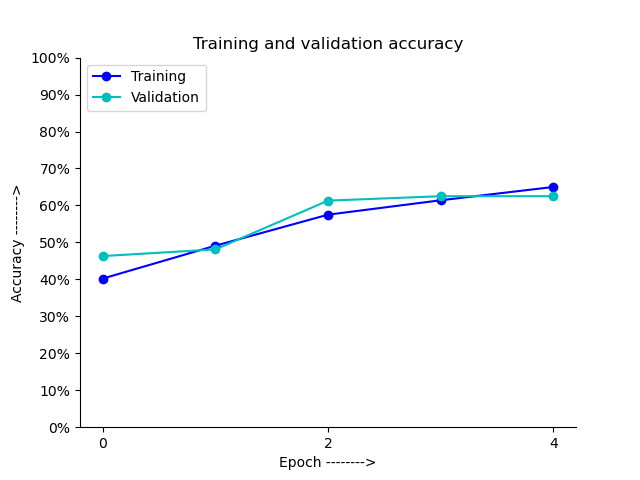 Training and validation accuracy
100%
90%
80%
70%
60%
50%
40%
30%
20%
10%
0%
Accuracy -------->
Training
Validation
0
2
4
Epoch -------->